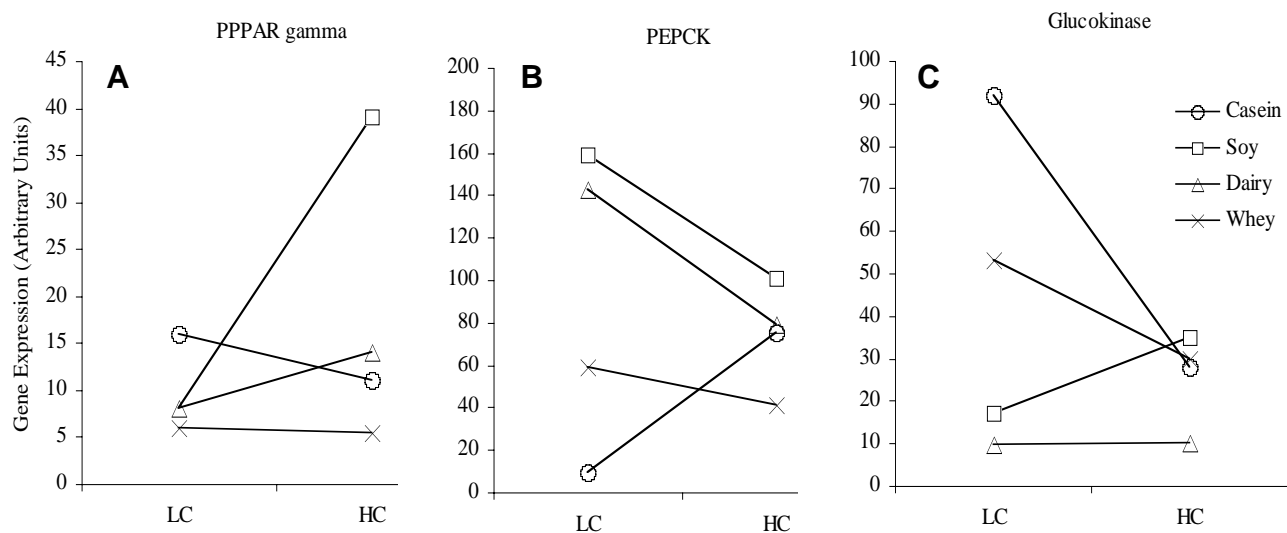 PPPAR gamma
A
Gene Expression (Arbitrary Units)
45
40
35
30
25
20
15
10
5
0
LC HC
PEPCK
B
200
180
160
140
120
100
80
60
40
20
0
LC HC
Glucokinase
C
100
90
80
70
60
50
40
30
20
10
0
LC HC
Casein
Soy
Dairy
Whey